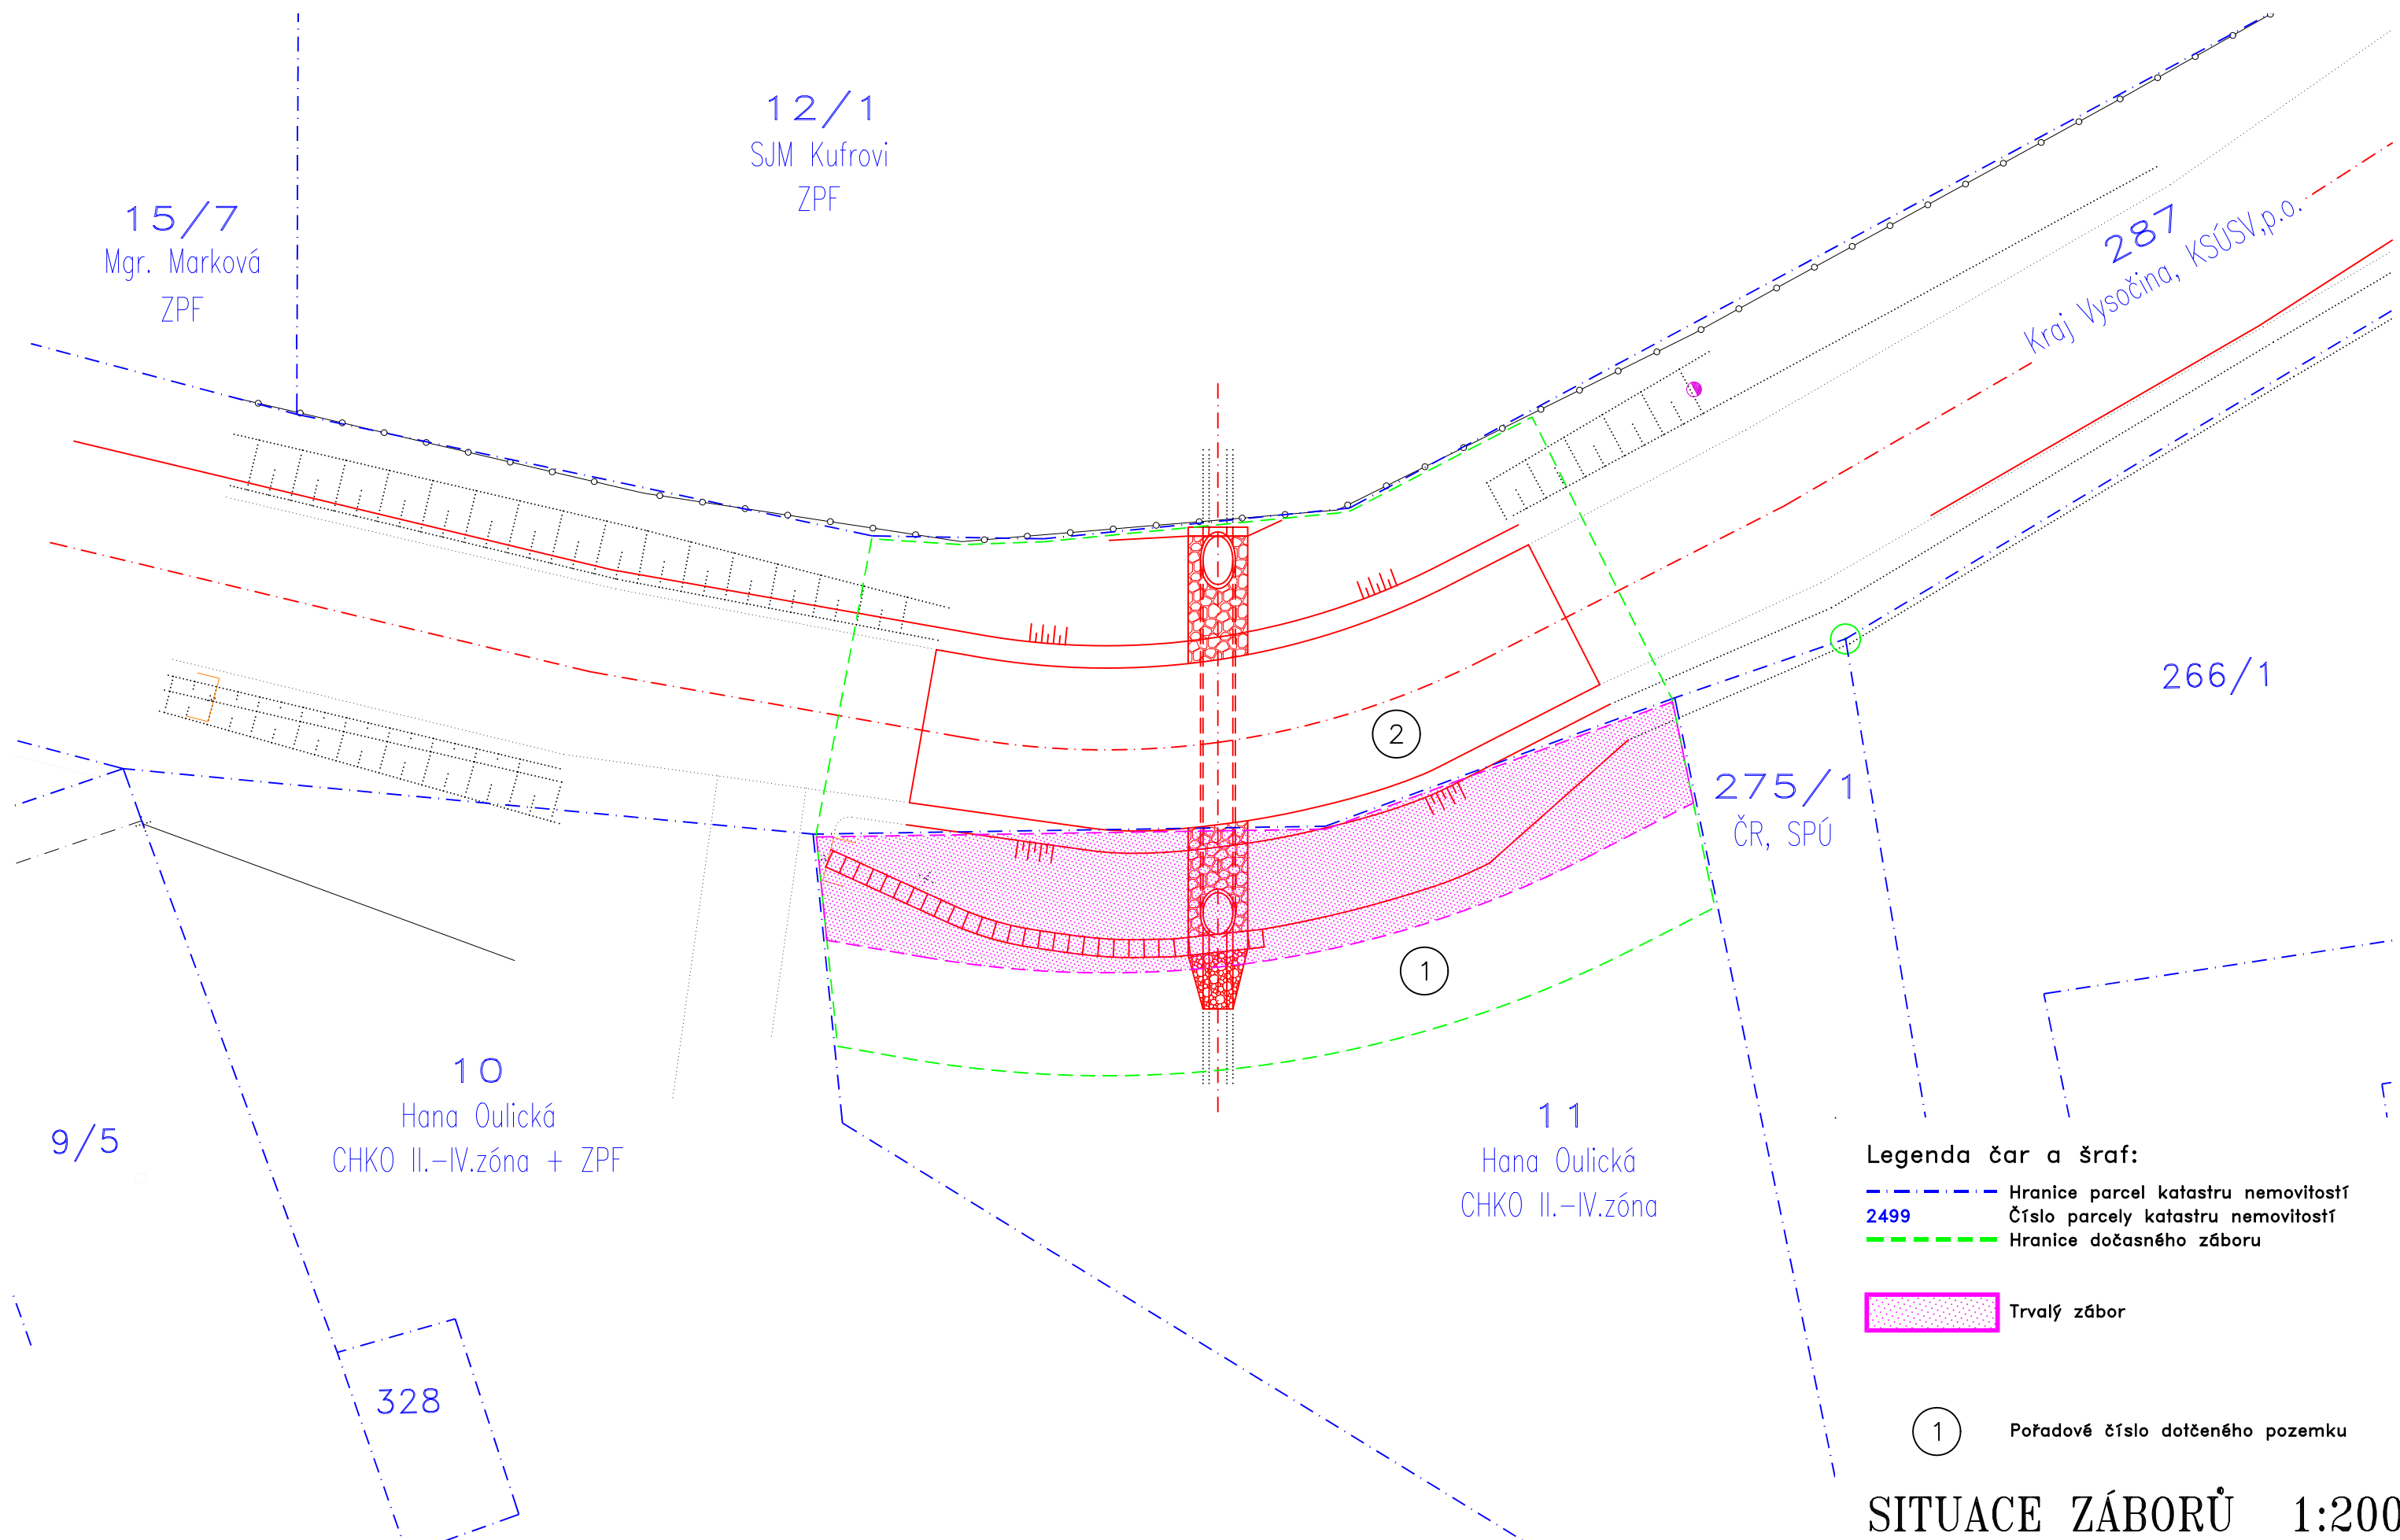 12/1
SJM Kufrovi
ZPF
15/7
Mgr. Marková
ZPF
287
Kraj Vysočina, KSÚSV,p.o.
266/1
2
275/1
ČR, SPÚ
1
10
Hana Oulická
CHKO II.-IV.zóna + ZPF
9/5
11
Hana Oulická
CHKO II.-IV.zóna
328
Legenda čar a šraf:
Hranice parcel katastru nemovitostí
2499 Číslo parcely katastru nemovitostí
Hranice dočasného záboru
Trvalý zábor
1 Pořadové číslo dotčeného pozemku
SITUACE ZÁBORŮ 1:200